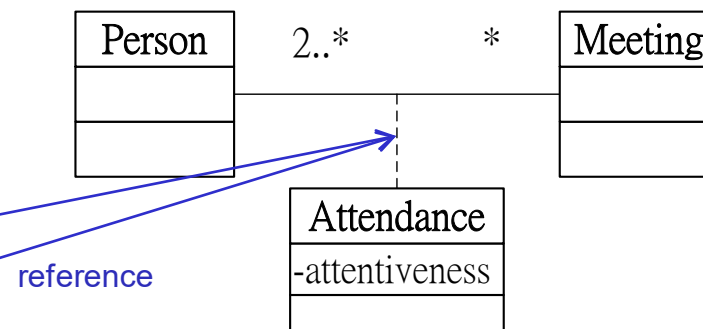 Person
2..*
*
Meeting
Attendance
-attentiveness
reference